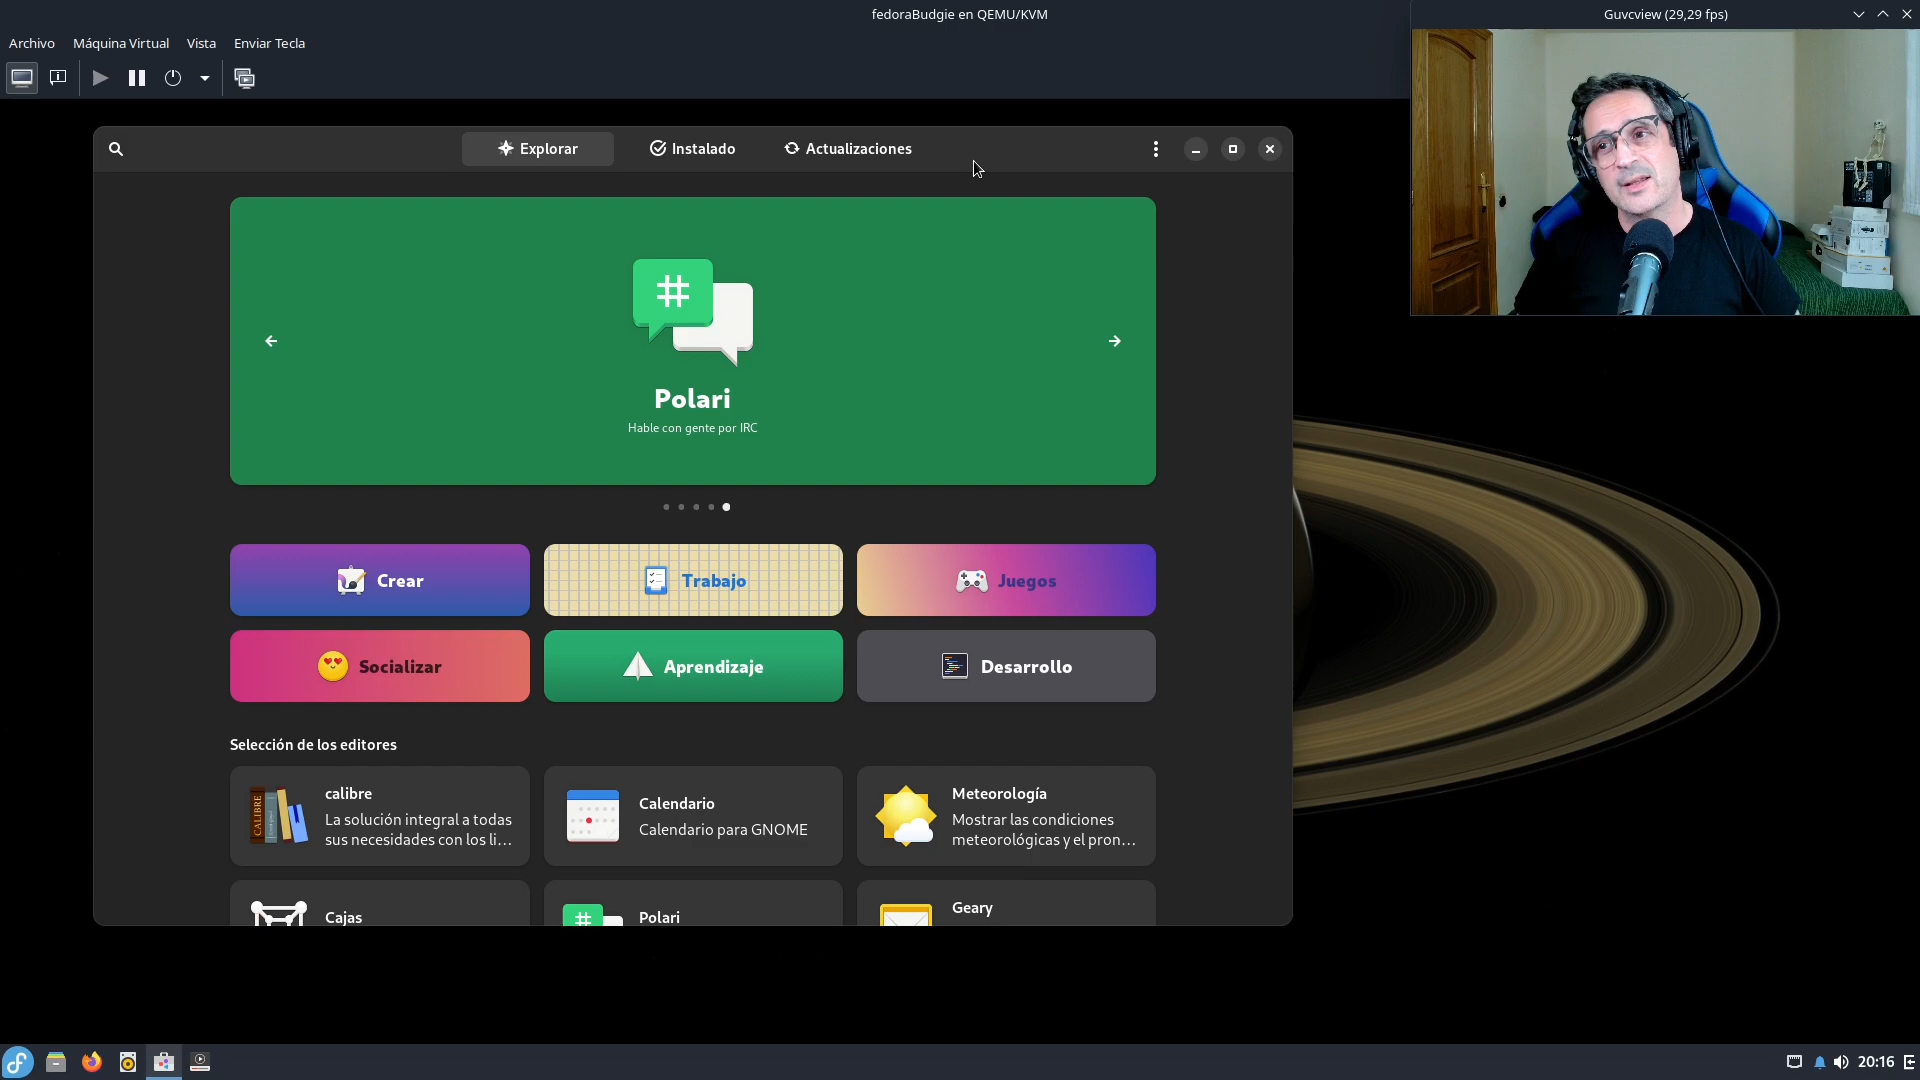 fedoraBudgie en QEMU/KVM
Guvcview (29,29 fps)
Archivo Máquina Virtual Vista Enviar Tecla
Explorar
Instalado
Actualizaciones
Polari
Hable con gente por IRC
Crear
Trabajo
Juegos
Socializar
Aprendizaje
Desarrollo
Selección de los editores
CALIBRE
calibre
La solución integral a todas
sus necesidades con los li…
Calendario
Calendario para GNOME
Meteorología
Mostrar las condiciones
meteorológicas y el pron…
Cajas
Polari
Geary
20:16